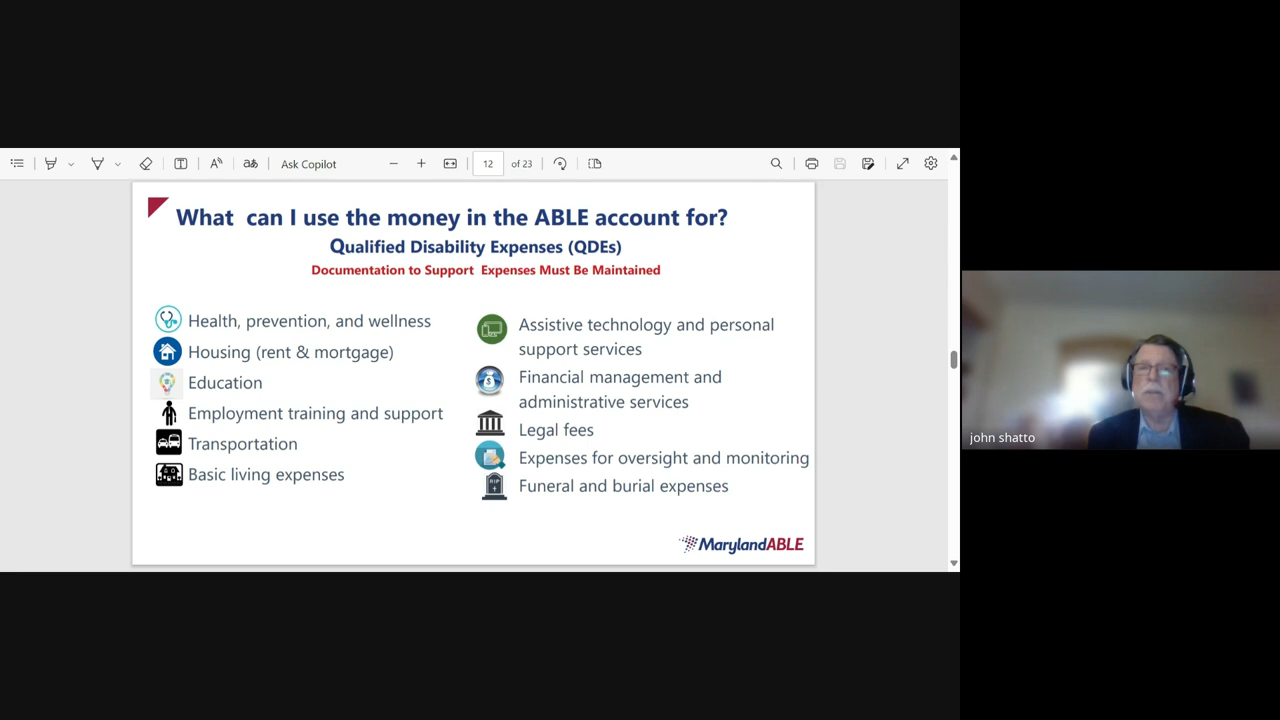 Ask Copilot
12 of 23
What can I use the money in the ABLE account for?
Qualified Disability Expenses (QDEs)
Documentation to Support Expenses Must Be Maintained
Health, prevention, and wellness
Housing (rent & mortgage)
Education
Employment training and support
Transportation
Basic living expenses
Assistive technology and personal
support services
Financial management and
administrative services
Legal fees
Expenses for oversight and monitoring
RIP
Funeral and burial expenses
MarylandABLE
john shatto